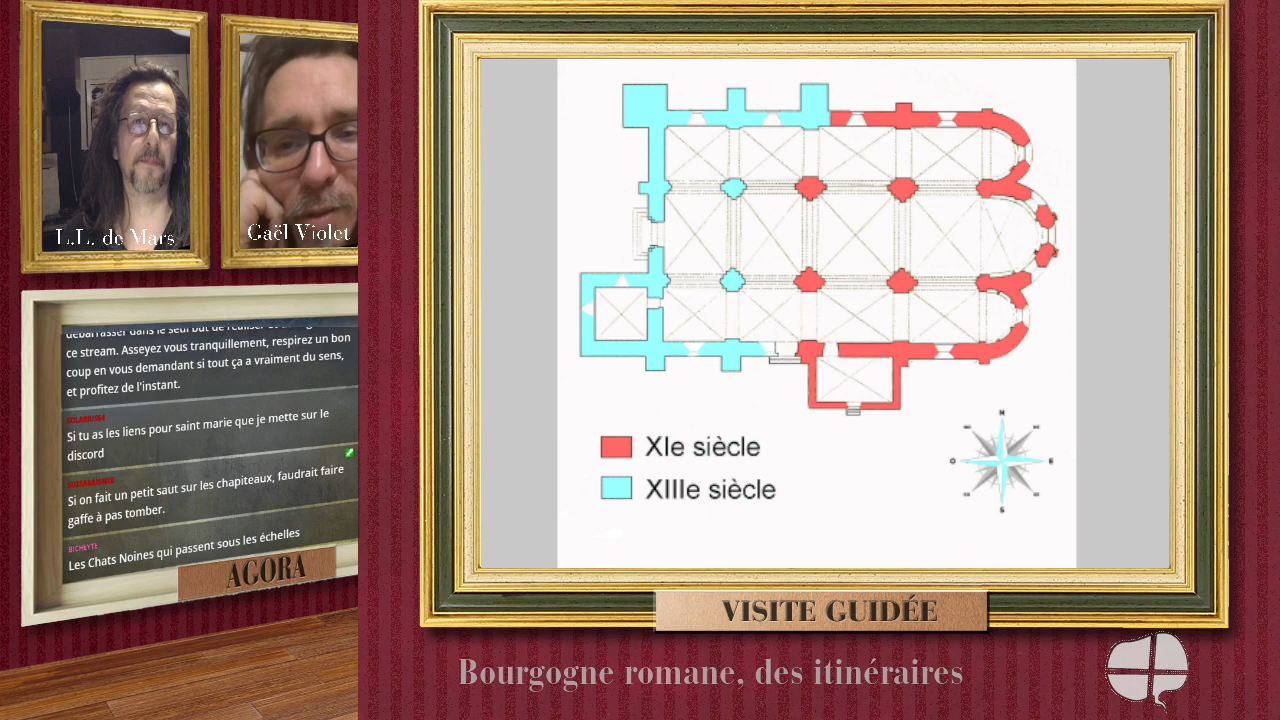 L.L. de Mars
Gaël Violet
ce stream. Asseyez vous tranquillement, respirez un bon
coup en vous demandant si tout ça a vraiment du sens,
et profitez de l'instant.
Si tu as les liens pour saint marie que je mette sur le
discord
Si on fait un petit saut sur les chapiteaux, faudrait faire
gaffe à pas tomber.
BICHEYTE
Les Chats Noines qui passent sous les échelles
AGORA
XIe siècle
XIIIe siècle
N
O
E
S
VISITE GUIDÉE
Bourgogne romane, des itinéraires